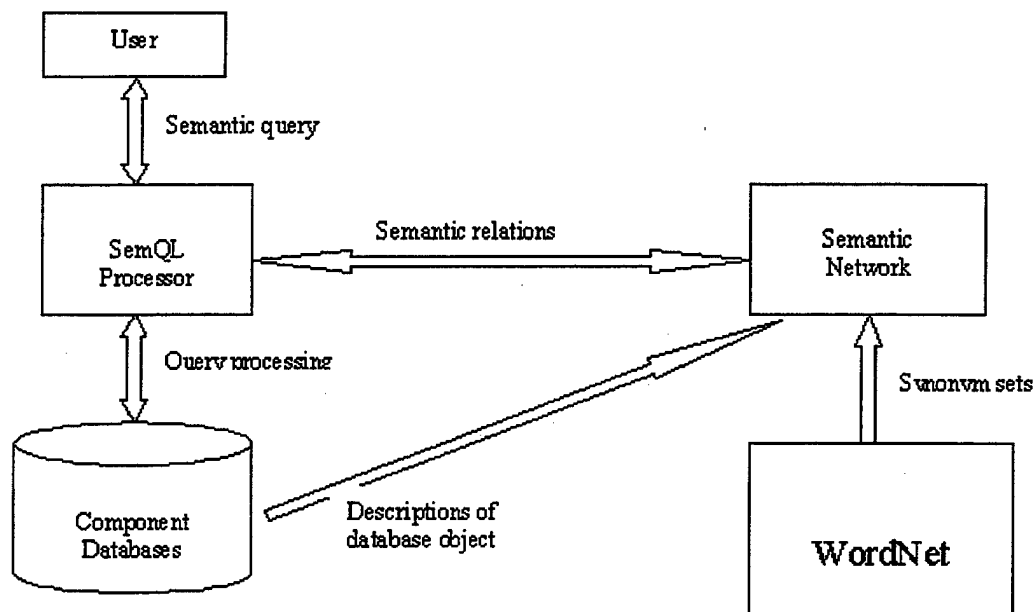 User
Semantic query
SemQL
Processor
Semantic relations
Semantic
Network
Query processing
Synonym sets
Component
Databases
Descriptions of
database object
WordNet